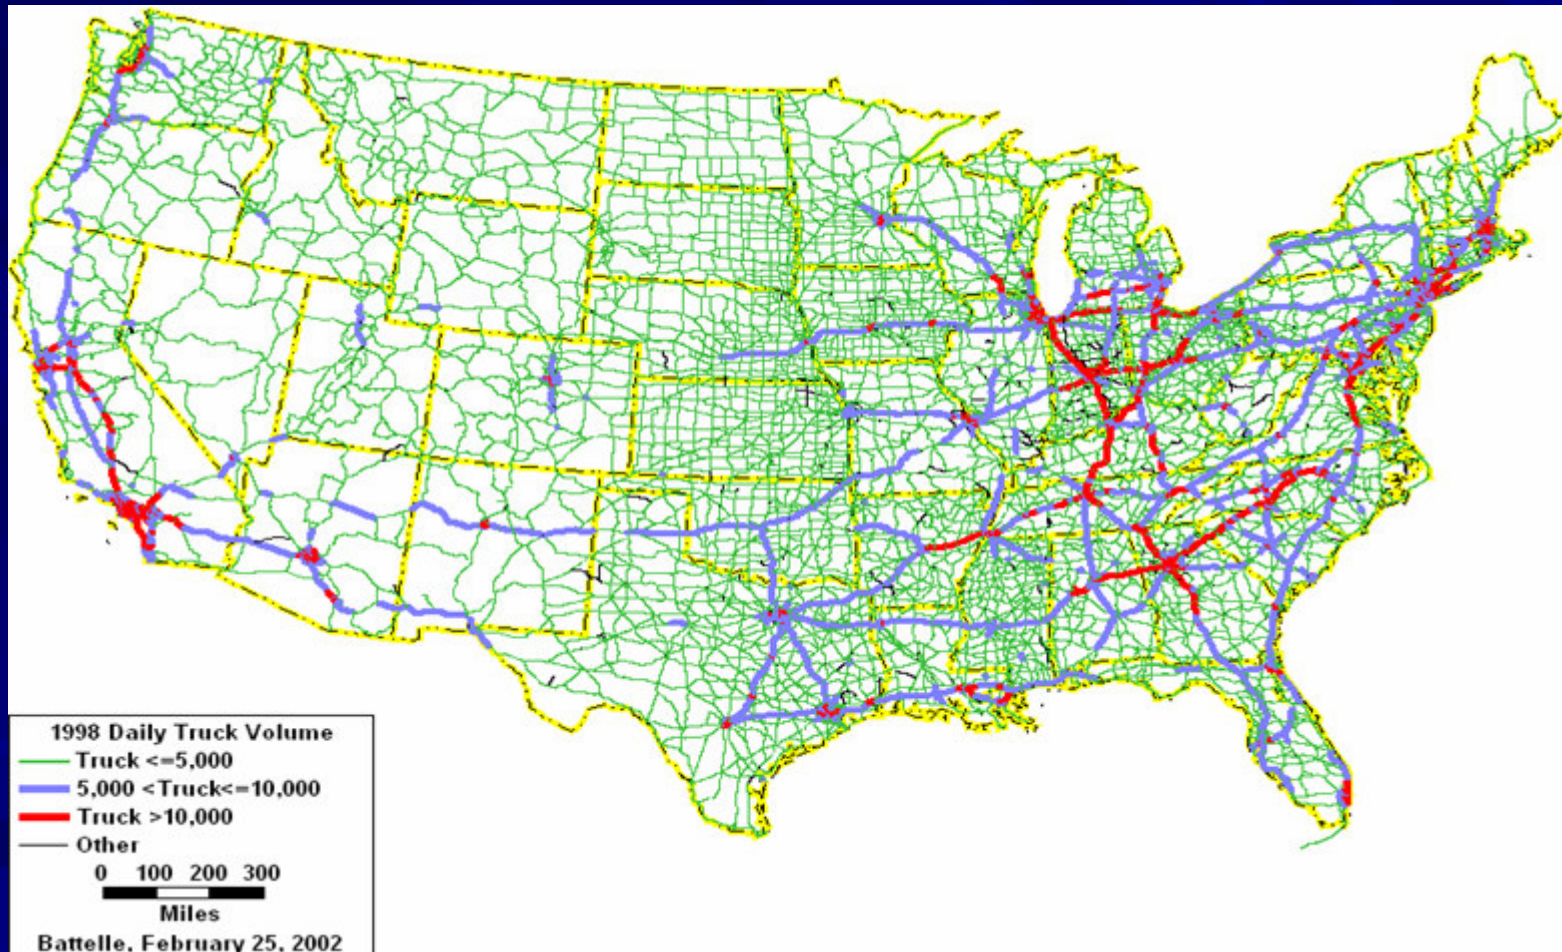 1998 Daily Truck Volume
Truck <=5,000
5,000 <Truck<=10,000
Truck >10,000
Other
0 100 200 300
Miles
Battelle, February 25, 2002